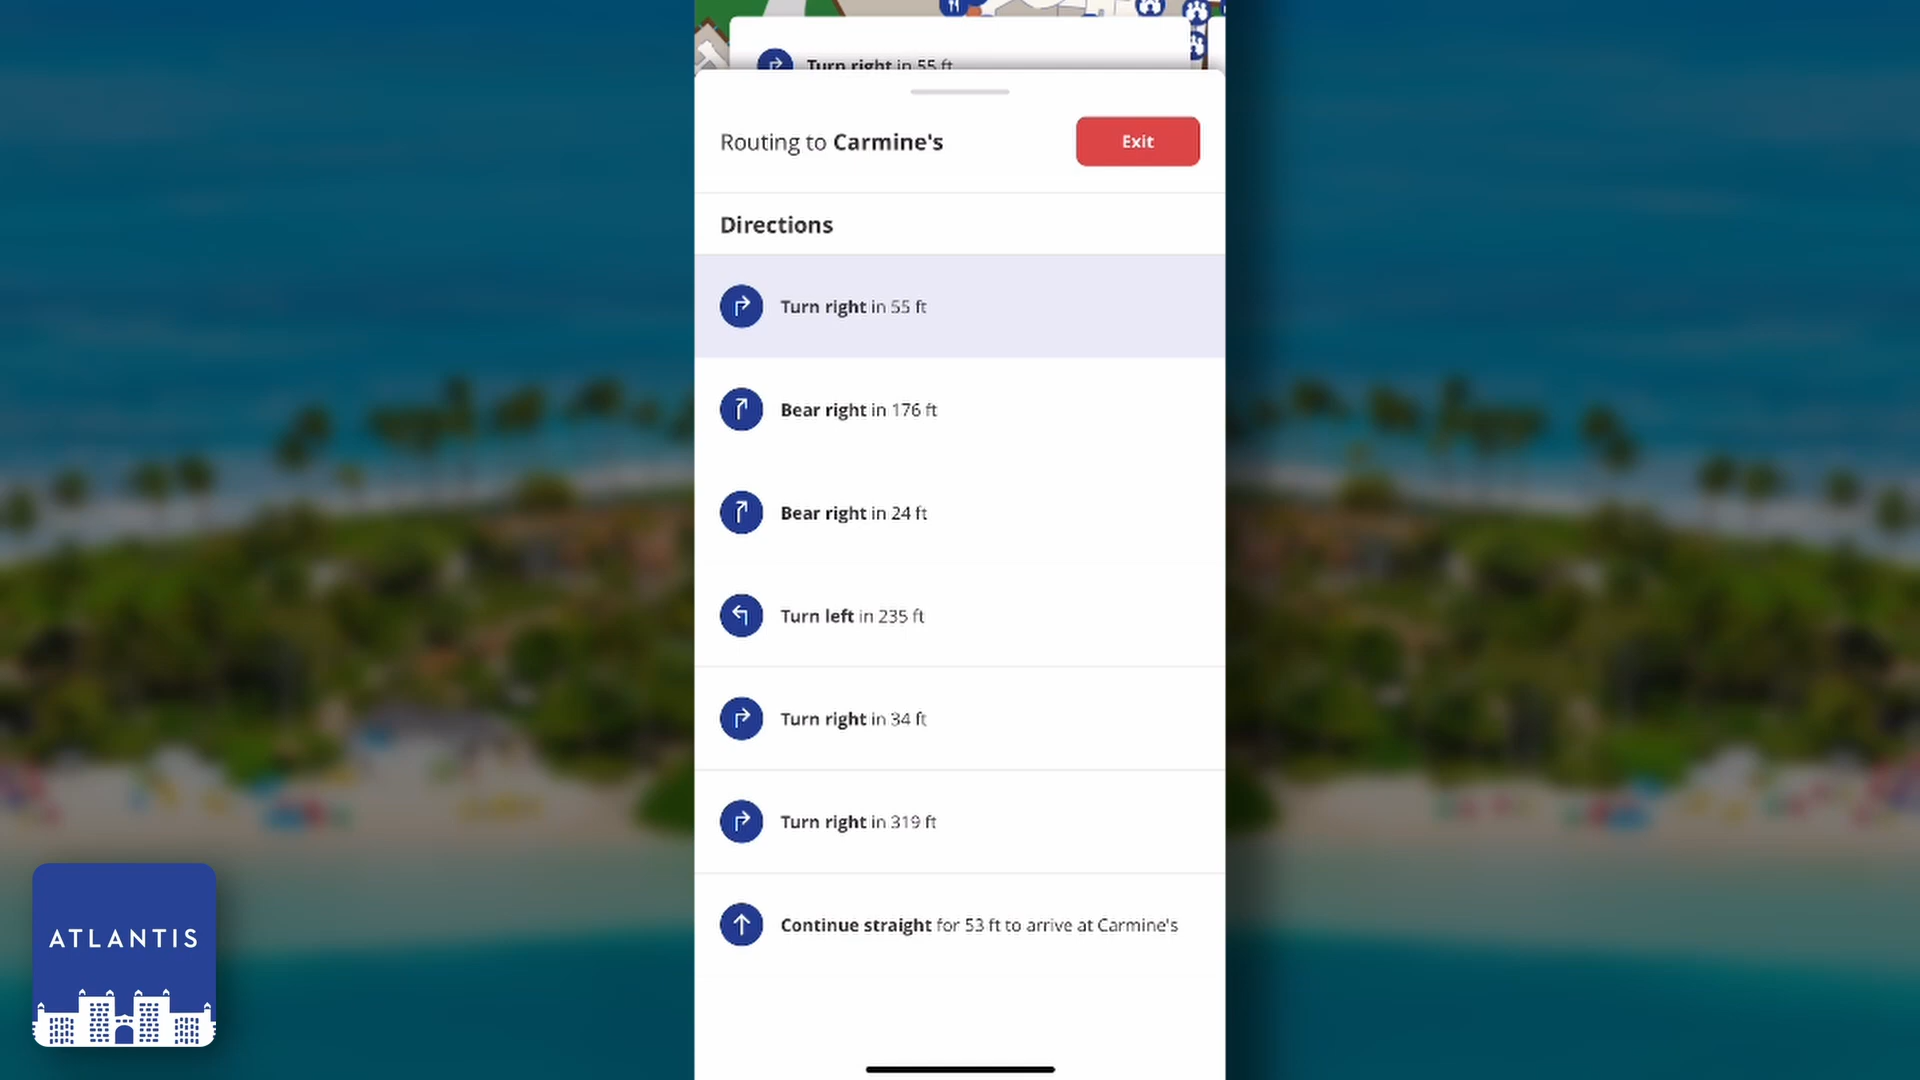 Turn right in 55 ft
Routing to Carmine's
Exit
Directions
Turn right in 55 ft
Bear right in 176 ft
Bear right in 24 ft
Turn left in 235 ft
Turn right in 34 ft
Turn right in 319 ft
Continue straight for 53 ft to arrive at Carmine's
ATLANTIS